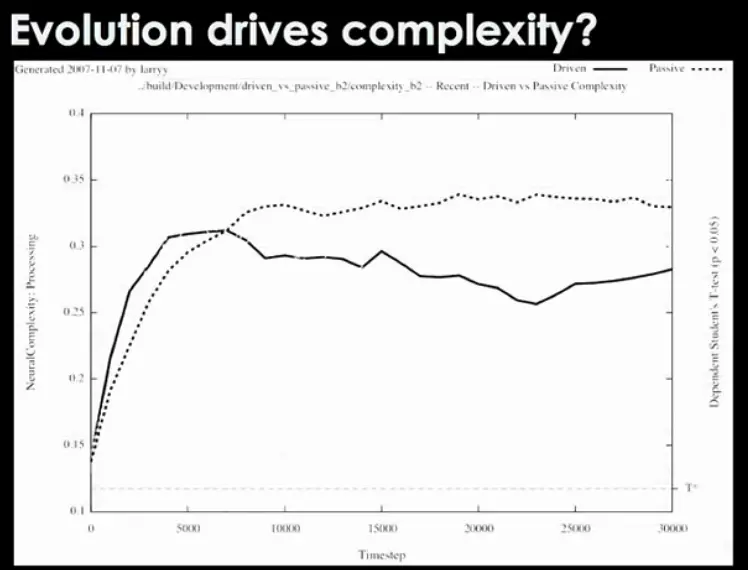 Evolution drives complexity?
Generated 2007-11-07 by larryy
Driven
Passive
../build/Development/driven_vs_passive_b2/complexity_b2 -- Recent -- Driven vs Passive Complexity
0.4
0.35
0.3
0.25
0.2
0.15
0.1
NeuralComplexity: Processing
Dependent Student's T-test (p < 0.05)
0
5000
10000
15000
20000
25000
30000
Timestep